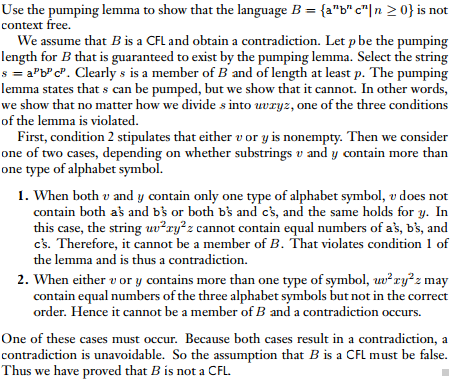 Use the pumping lemma to show that the language B = {aⁿbⁿcⁿ| n ≥ 0} is not
context free.
We assume that B is a CFL and obtain a contradiction. Let p be the pumping
length for B that is guaranteed to exist by the pumping lemma. Select the string
s = aᵖbᵖcᵖ. Clearly s is a member of B and of length at least p. The pumping
lemma states that s can be pumped, but we show that it cannot. In other words,
we show that no matter how we divide s into uvxyz, one of the three conditions
of the lemma is violated.
First, condition 2 stipulates that either v or y is nonempty. Then we consider
one of two cases, depending on whether substrings v and y contain more than
one type of alphabet symbol.
1. When both v and y contain only one type of alphabet symbol, v does not
contain both a's and b's or both b's and c's, and the same holds for y. In
this case, the string uv²xy²z cannot contain equal numbers of a's, b's, and
c's. Therefore, it cannot be a member of B. That violates condition 1 of
the lemma and is thus a contradiction.
2. When either v or y contains more than one type of symbol, uv²xy²z may
contain equal numbers of the three alphabet symbols but not in the correct
order. Hence it cannot be a member of B and a contradiction occurs.
One of these cases must occur. Because both cases result in a contradiction, a
contradiction is unavoidable. So the assumption that B is a CFL must be false.
Thus we have proved that B is not a CFL.